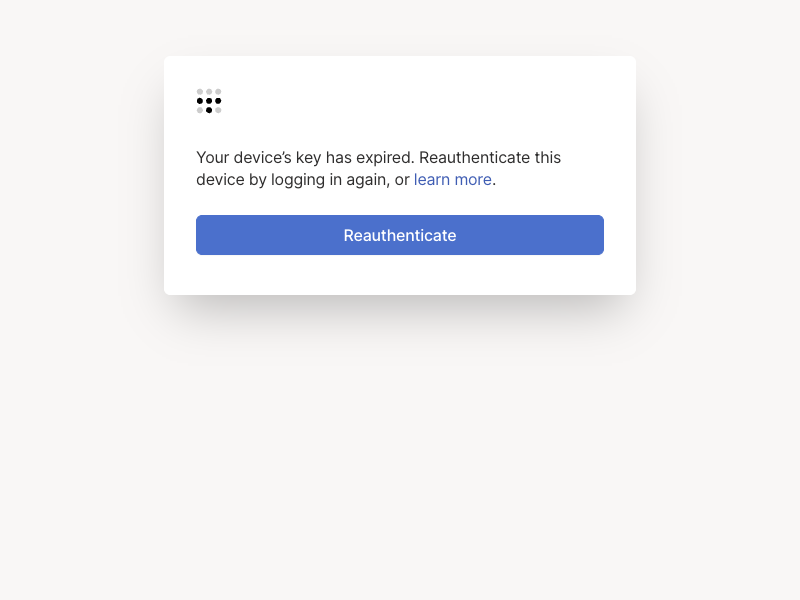 Your device’s key has expired. Reauthenticate this
device by logging in again, or learn more.
Reauthenticate